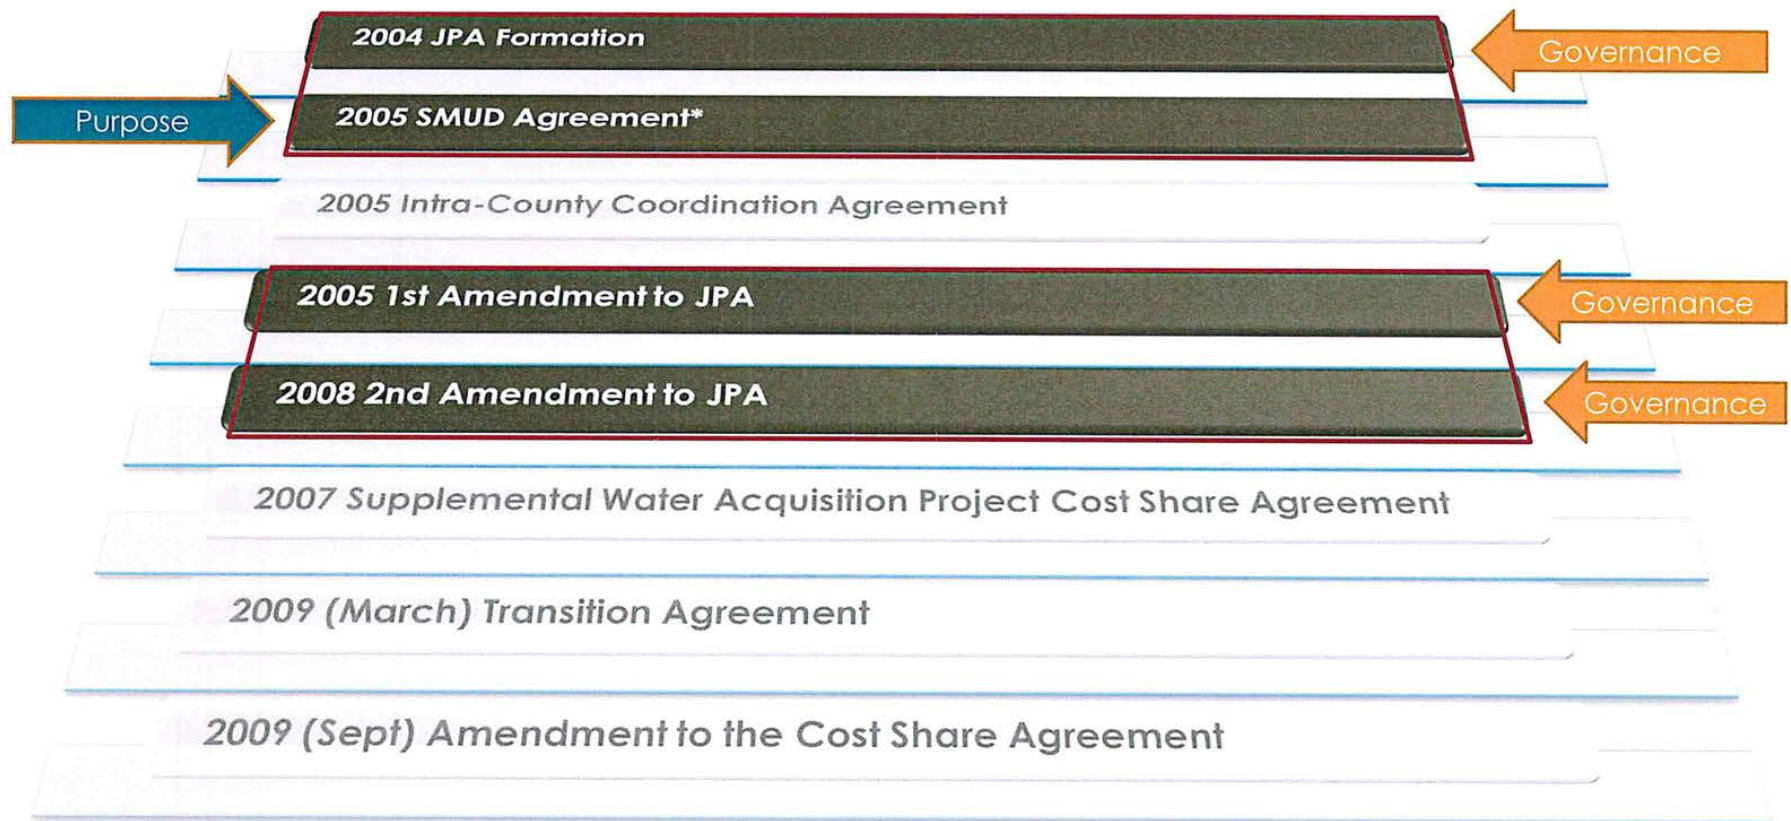 2004 JPA Formation
Governance
Purpose
2005 SMUD Agreement*
2005 Intra-County Coordination Agreement
2005 1st Amendment to JPA
Governance
2008 2nd Amendment to JPA
Governance
2007 Supplemental Water Acquisition Project Cost Share Agreement
2009 (March) Transition Agreement
2009 (Sept) Amendment to the Cost Share Agreement